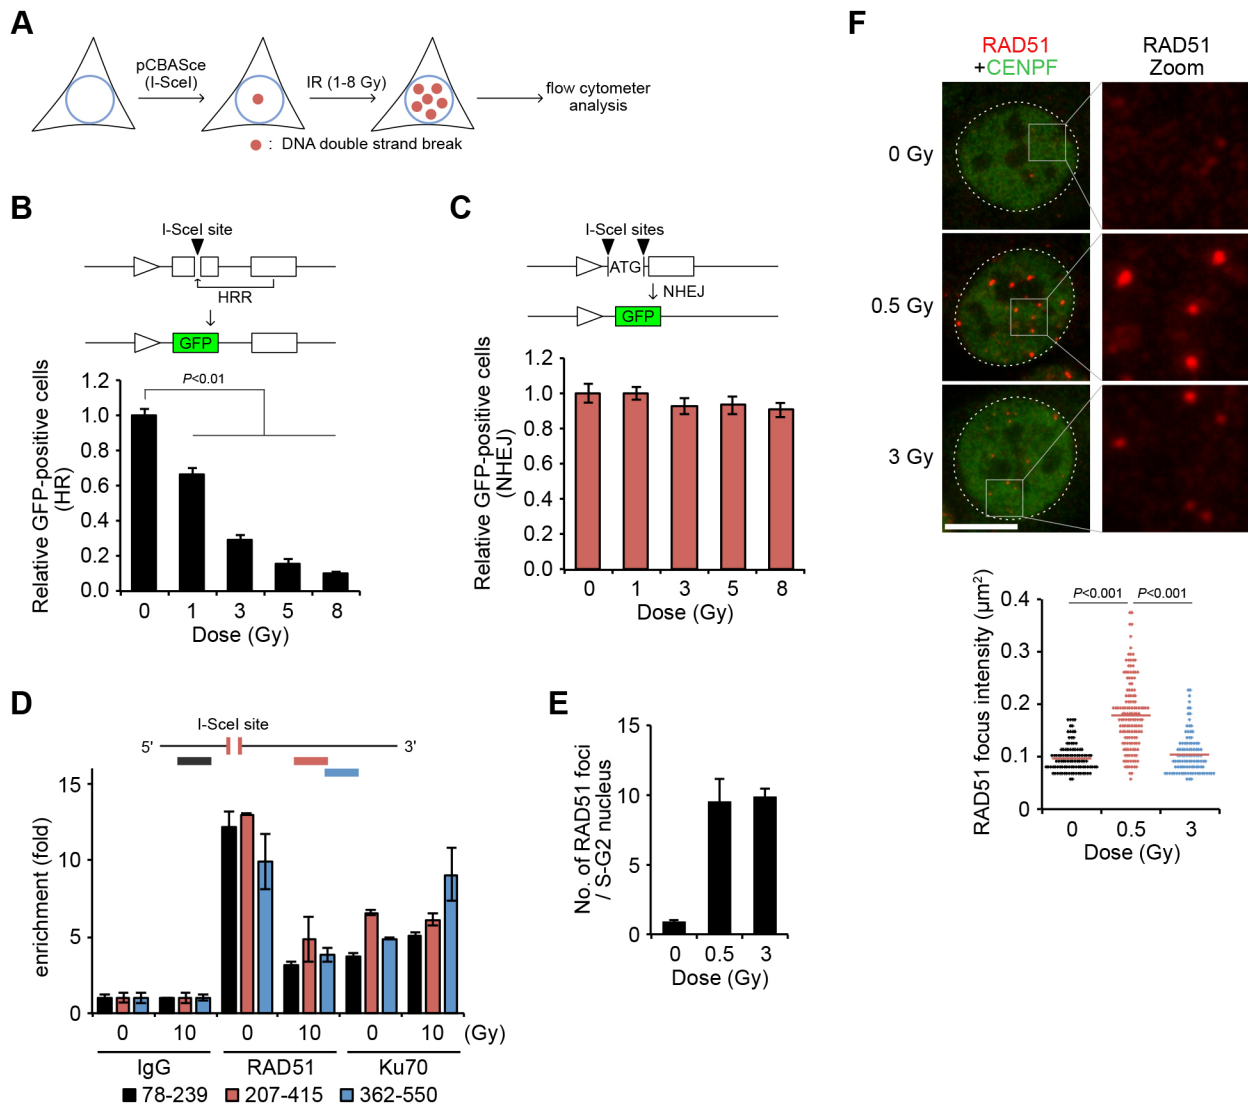 A
pCBASce
(I-SceI)
IR (1-8 Gy)
flow cytometer
analysis
: DNA double strand break
B
I-SceI site
HRR
GFP
Relative GFP-positive cells
(HR)
1.2
1.0
0.8
0.6
0.4
0.2
0.0
P<0.01
0 1 3 5 8
Dose (Gy)
C
I-SceI sites
ATG
NHEJ
GFP
Relative GFP-positive cells
(NHEJ)
1.2
1.0
0.8
0.6
0.4
0.2
0.0
0 1 3 5 8
Dose (Gy)
D
I-SceI site
5' 3'
enrichment (fold)
15
10
5
0
0 10 0 10 0 10 (Gy)
IgG RAD51 Ku70
78-239 207-415 362-550
E
No. of RAD51 foci
/ S-G2 nucleus
15
10
5
0
0 0.5 3
Dose (Gy)
F
RAD51
+CENPF
RAD51
Zoom
0 Gy
0.5 Gy
3 Gy
RAD51 focus intensity (μm²)
0.4
0.3
0.2
0.1
0
P<0.001 P<0.001
0 0.5 3
Dose (Gy)